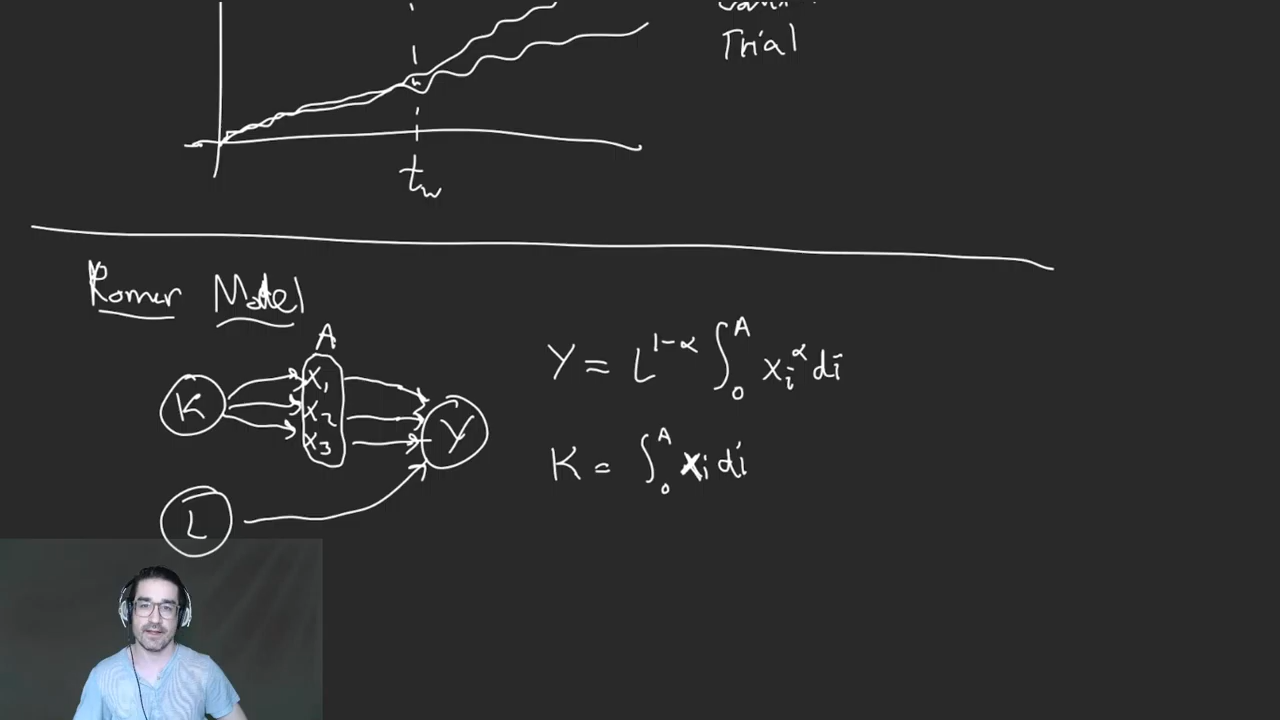 Trial
t_w
Romer Model
A
K
x_1
x_2
x_3
Y
L
Y = L^{1-α} ∫_0^A x_i^α di
K = ∫_0^A x_i di